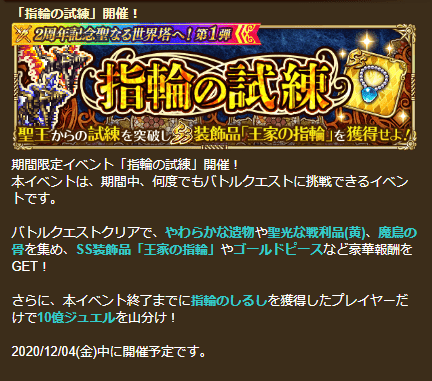 「指輪の試練」開催！
2周年記念聖なる世界塔へ！第1弾
指輪の試練
聖王からの試練を突破しSS装飾品「王家の指輪」を獲得せよ！
期間限定イベント「指輪の試練」開催！
本イベントは、期間中、何度でもバトルクエストに挑戦できるイベン
トです。
バトルクエストクリアで、やわらかな遺物や聖光な戦利品(黄)、魔鳥の
骨を集め、SS装飾品「王家の指輪」やゴールドピースなど豪華報酬を
GET！
さらに、本イベント終了までに指輪のしるしを獲得したプレイヤーだ
けで10億ジュエルを山分け！
2020/12/04(金)中に開催予定です。